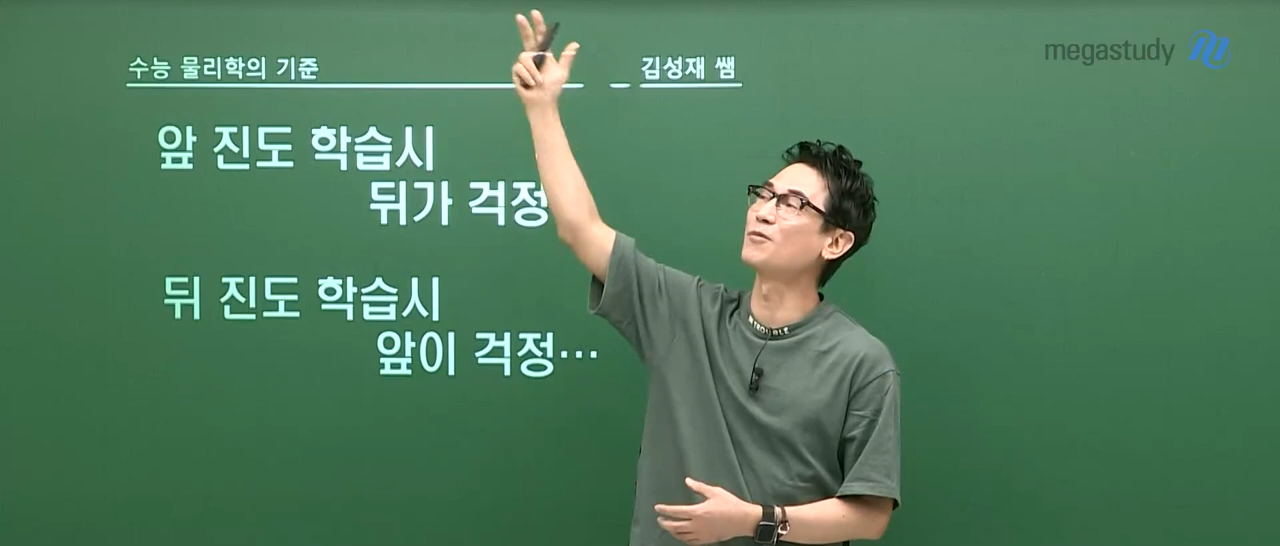 수능 물리학의 기준
김성재 쌤
megastudy
앞 진도 학습시
뒤가 걱정
뒤 진도 학습시
앞이 걱정…